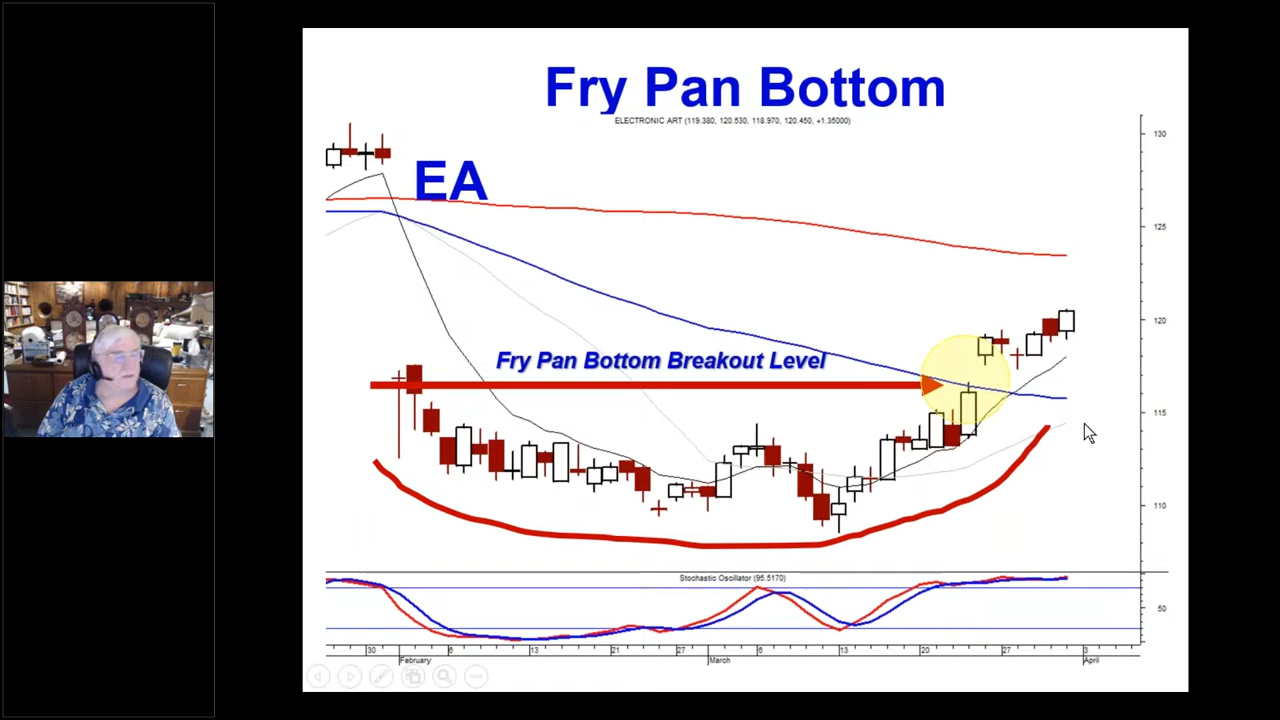 Fry Pan Bottom
ELECTRONIC ART (119.380, 120.530, 118.970, 120.450, +1.35000)
EA
130
125
120
115
110
Fry Pan Bottom Breakout Level
Stochastic Oscillator (95.5170)
50
30 6 13 21 27 6 13 20 27 3
February March April